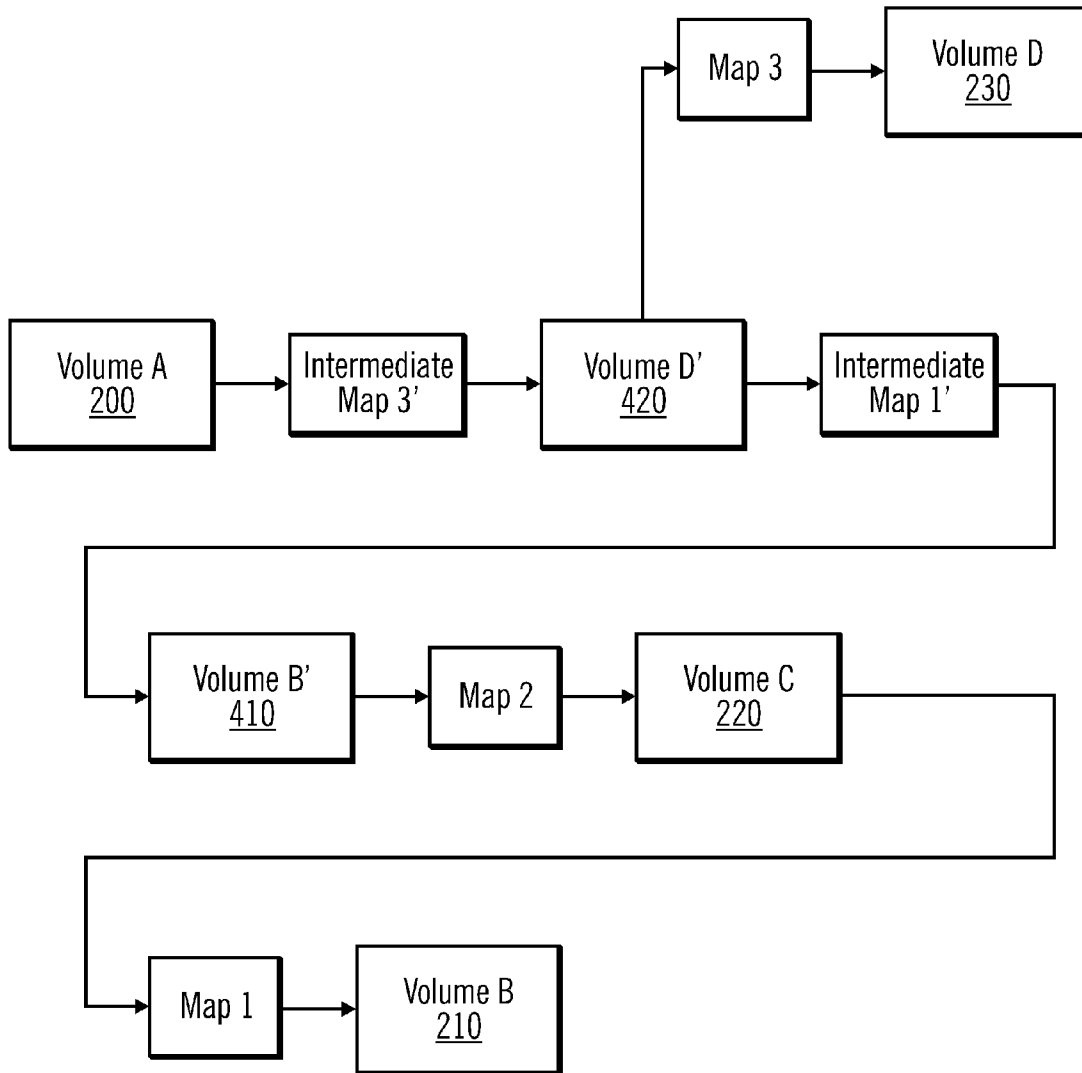 Map 3
Volume D
230
Volume A
200
Intermediate
Map 3’
Volume D’
420
Intermediate
Map 1’
Volume B’
410
Map 2
Volume C
220
Map 1
Volume B
210